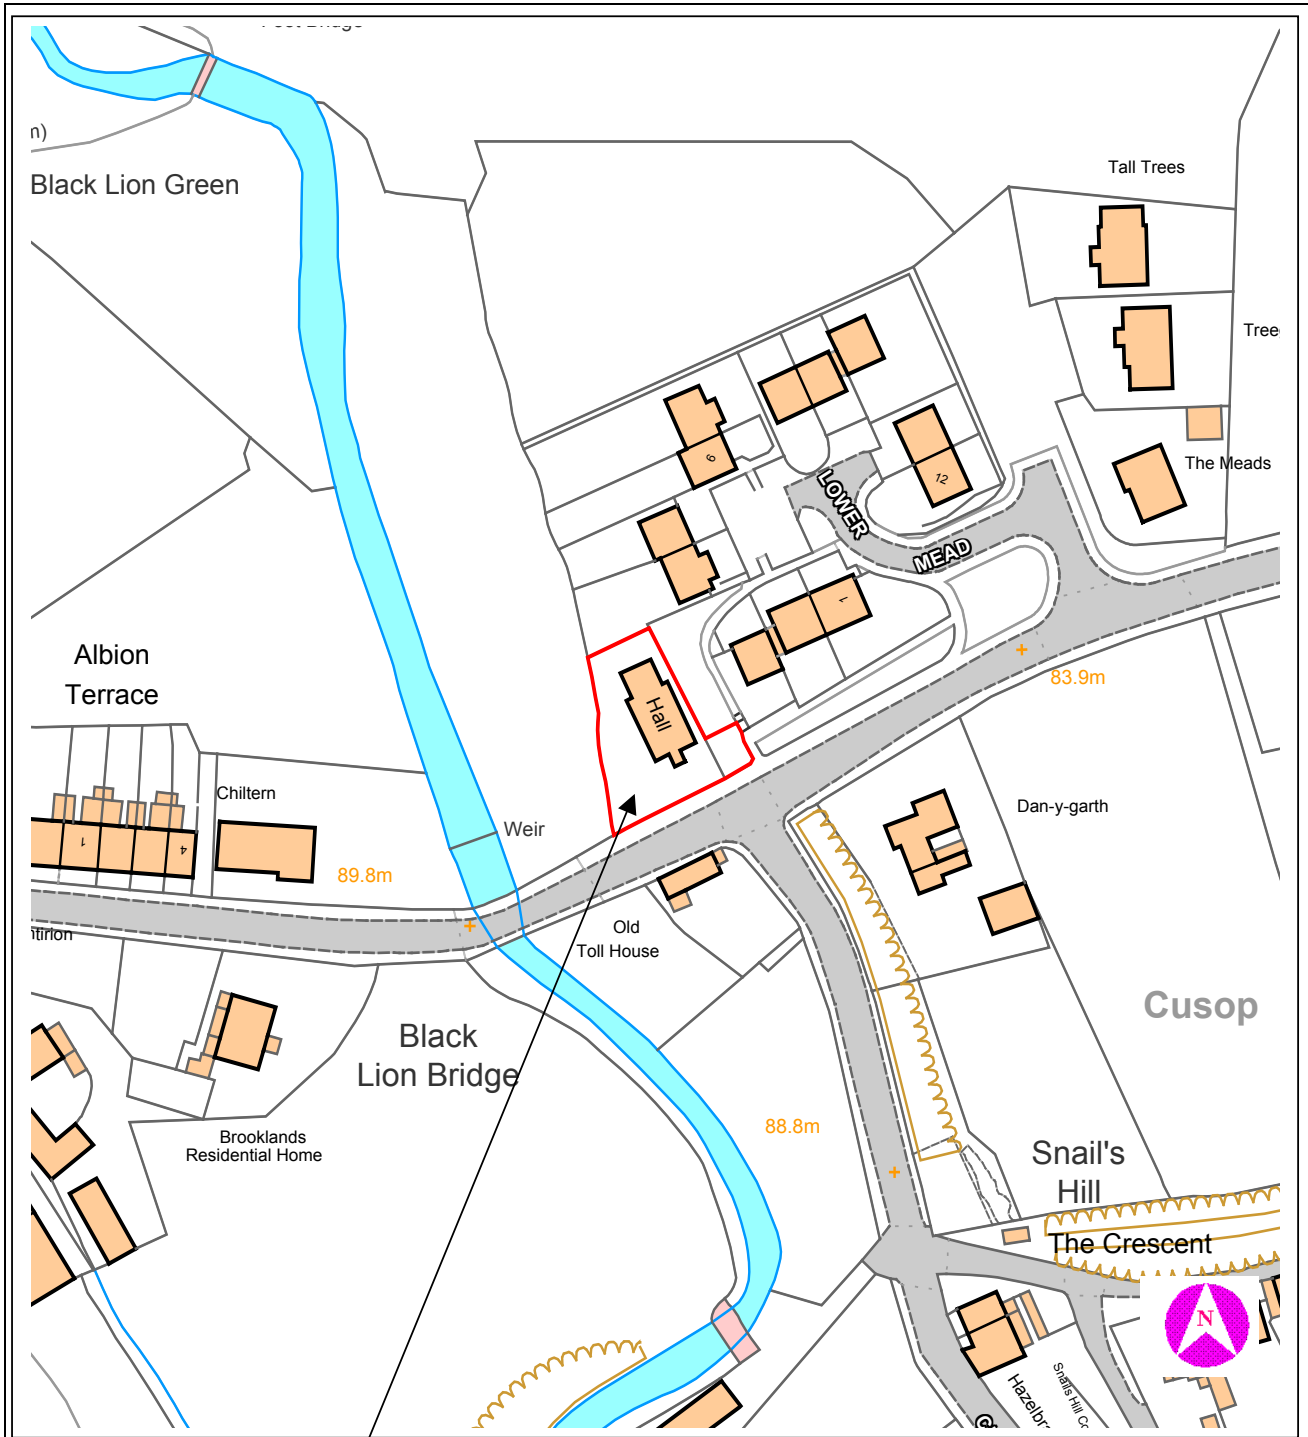 Black Lion Green
Tall Trees
The Meads
LOWER
MEAD
6
12
1
Albion
Terrace
Hall
83.9m
Chiltern
Weir
Dan-y-garth
1
4
89.8m
Old
Toll House
Cusop
Black
Lion Bridge
88.8m
Brooklands
Residential Home
Snail's
Hill
The Crescent
N